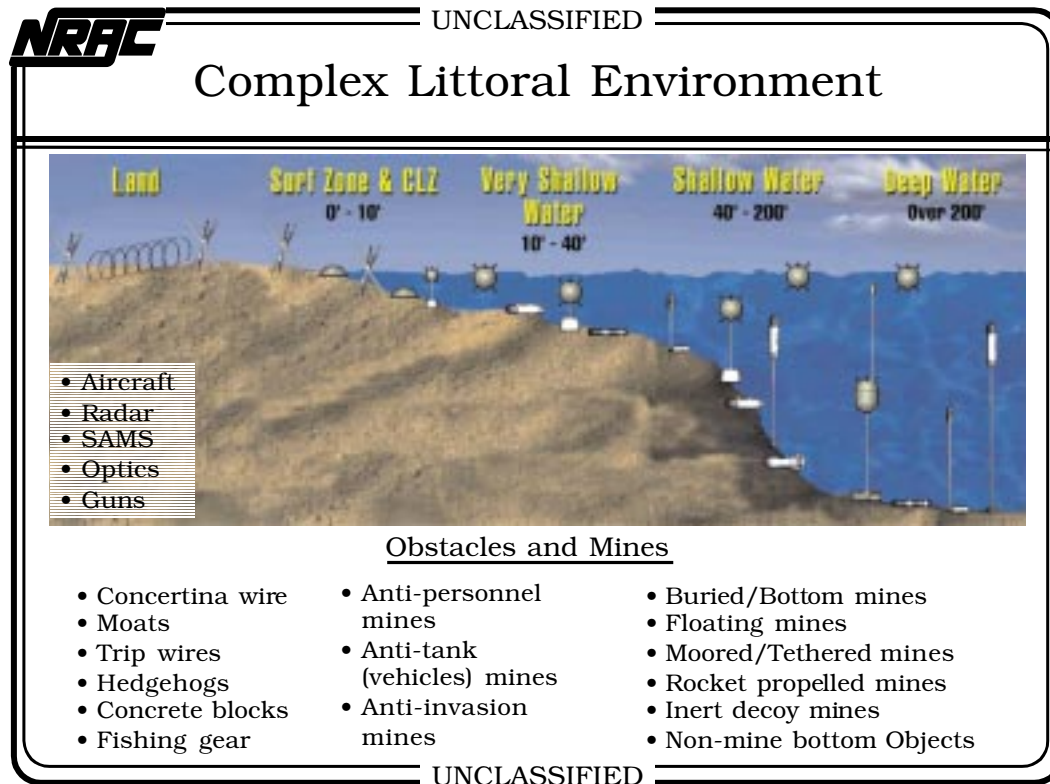 UNCLASSIFIED
NRAC
Complex Littoral Environment
Land
Surf Zone & CLZ
0' - 10'
Very Shallow
Water
10' - 40'
Shallow Water
40' - 200'
Deep Water
Over 200'
• Aircraft
• Radar
• SAMS
• Optics
• Guns
Obstacles and Mines
• Concertina wire
• Moats
• Trip wires
• Hedgehogs
• Concrete blocks
• Fishing gear
• Anti-personnel
mines
• Anti-tank
(vehicles) mines
• Anti-invasion
mines
• Buried/Bottom mines
• Floating mines
• Moored/Tethered mines
• Rocket propelled mines
• Inert decoy mines
• Non-mine bottom Objects
UNCLASSIFIED